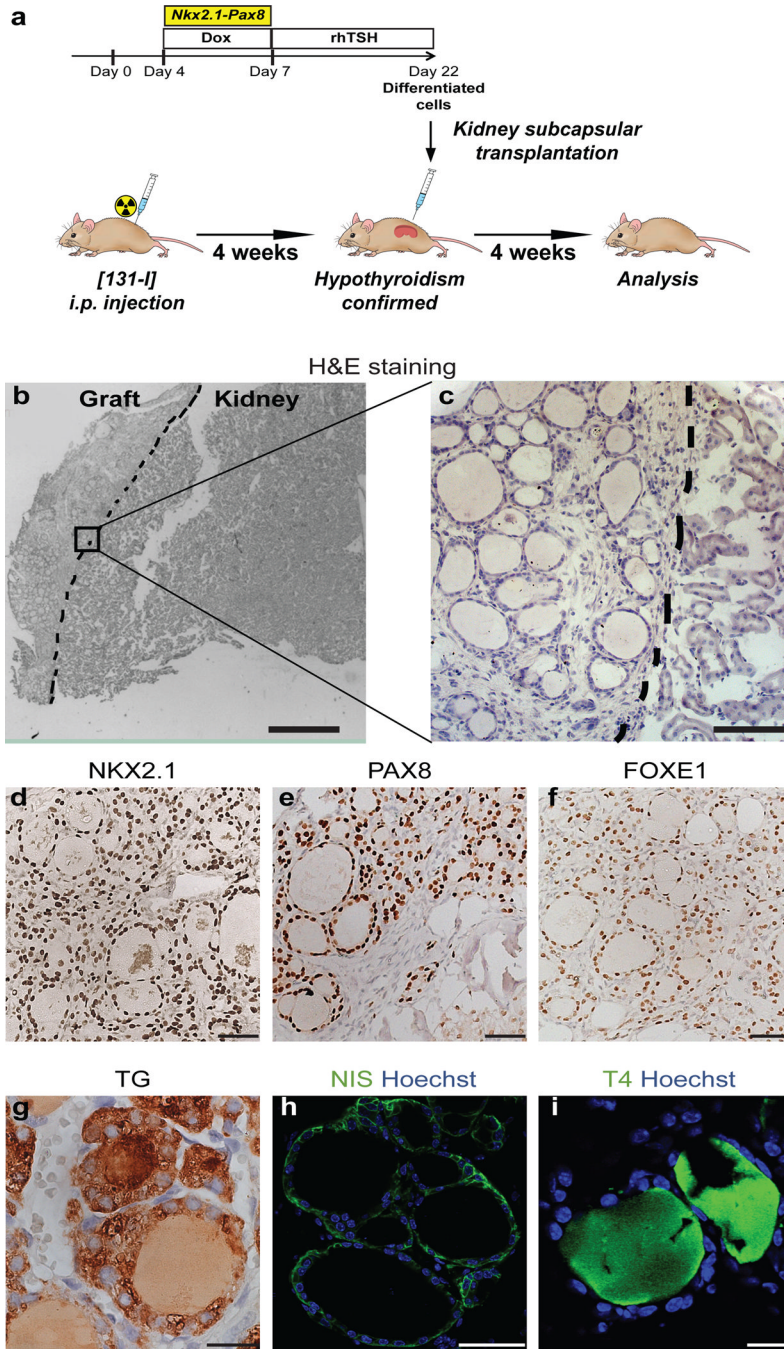 a
Nkx2.1-Pax8
Dox rhTSH
Day 0 Day 4 Day 7 Day 22
Differentiated
cells
Kidney subcapsular
transplantation
4 weeks 4 weeks
[131-I]
i.p. injection
Hypothyroidism
confirmed
Analysis
H&E staining
b Graft Kidney c
NKX2.1 PAX8 FOXE1
d e f
TG NIS Hoechst T4 Hoechst
g h i